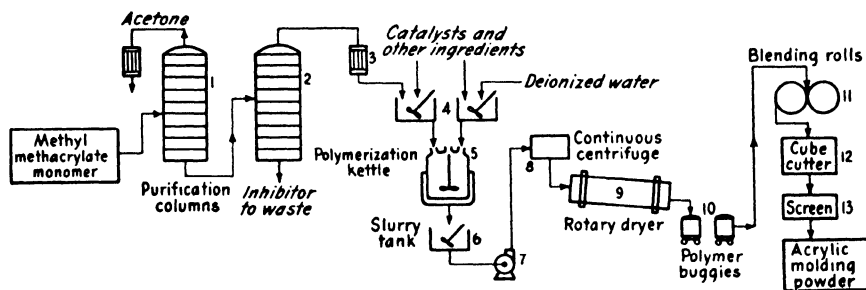 Acetone
1
Methyl
methacrylate
monomer
Purification
columns
2
Inhibitor
to waste
3
Catalysts and
other ingredients
Deionized water
4
Polymerization
kettle
5
Slurry
tank
6
7
Continuous
centrifuge
8
9
Rotary dryer
10
Polymer
buggies
Blending rolls
11
Cube
cutter
12
Screen
13
Acrylic
molding
powder